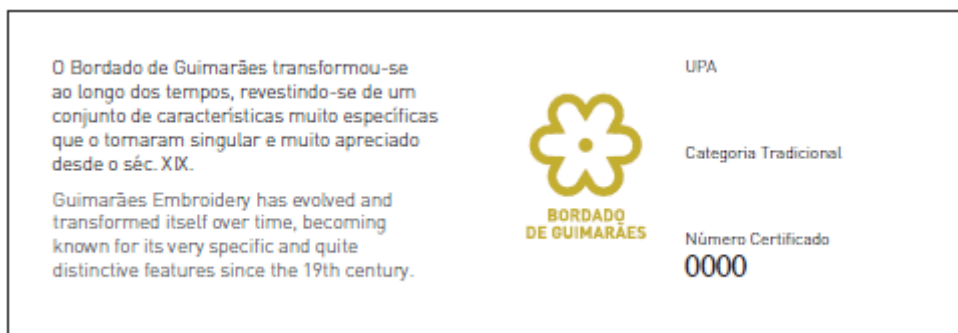 O Bordado de Guimarães transformou-se
ao longo dos tempos, revestindo-se de um
conjunto de características muito específicas
que o tornaram singular e muito apreciado
desde o séc. XIX.
Guimarães Embroidery has evolved and
transformed itself over time, becoming
known for its very specific and quite
distinctive features since the 19th century.
BORDADO
DE GUIMARÃES
UPA
Categoria Tradicional
Número Certificado
0000